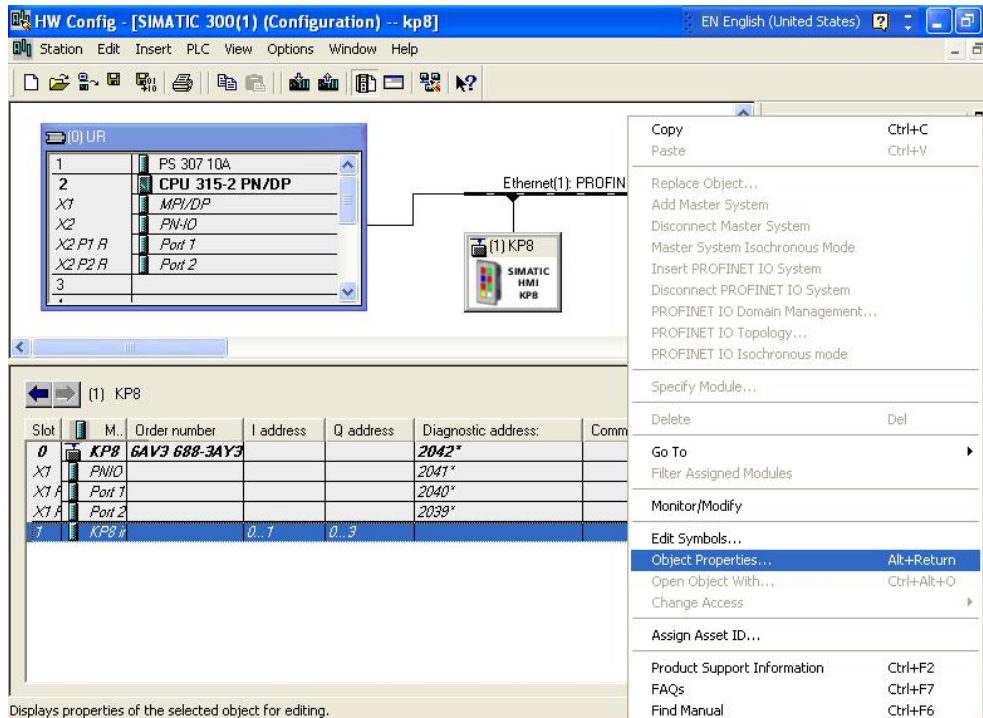 HW Config - [SIMATIC 300(1) (Configuration) -- kp8]
EN English (United States)
Station Edit Insert PLC View Options Window Help
(0) UR
1 PS 307 10A
2 CPU 315-2 PN/DP
X1 MPI/DP
X2 PN-IO
X2 P1 R Port 1
X2 P2 R Port 2
3
Ethernet(1): PROFIN
(1) KP8
SIMATIC
HMI
KP8
(1) KP8
Slot M.. Order number I address Q address Diagnostic address: Comm
0 KP8 6AV3 688-3AY3 2042*
X1 PNIO 2041*
X1 P Port 1 2040*
X1 P Port 2 2039*
1 KP8 i 0...1 0...3
Displays properties of the selected object for editing.
Copy Ctrl+C
Paste Ctrl+V
Replace Object...
Add Master System
Disconnect Master System
Master System Isochronous Mode
Insert PROFINET IO System
Disconnect PROFINET IO System
PROFINET IO Domain Management...
PROFINET IO Topology...
PROFINET IO Isochronous mode
Specify Module...
Delete Del
Go To
Filter Assigned Modules
Monitor/Modify
Edit Symbols...
Object Properties... Alt+Return
Open Object With... Ctrl+Alt+O
Change Access
Assign Asset ID...
Product Support Information Ctrl+F2
FAQs Ctrl+F7
Find Manual Ctrl+F6